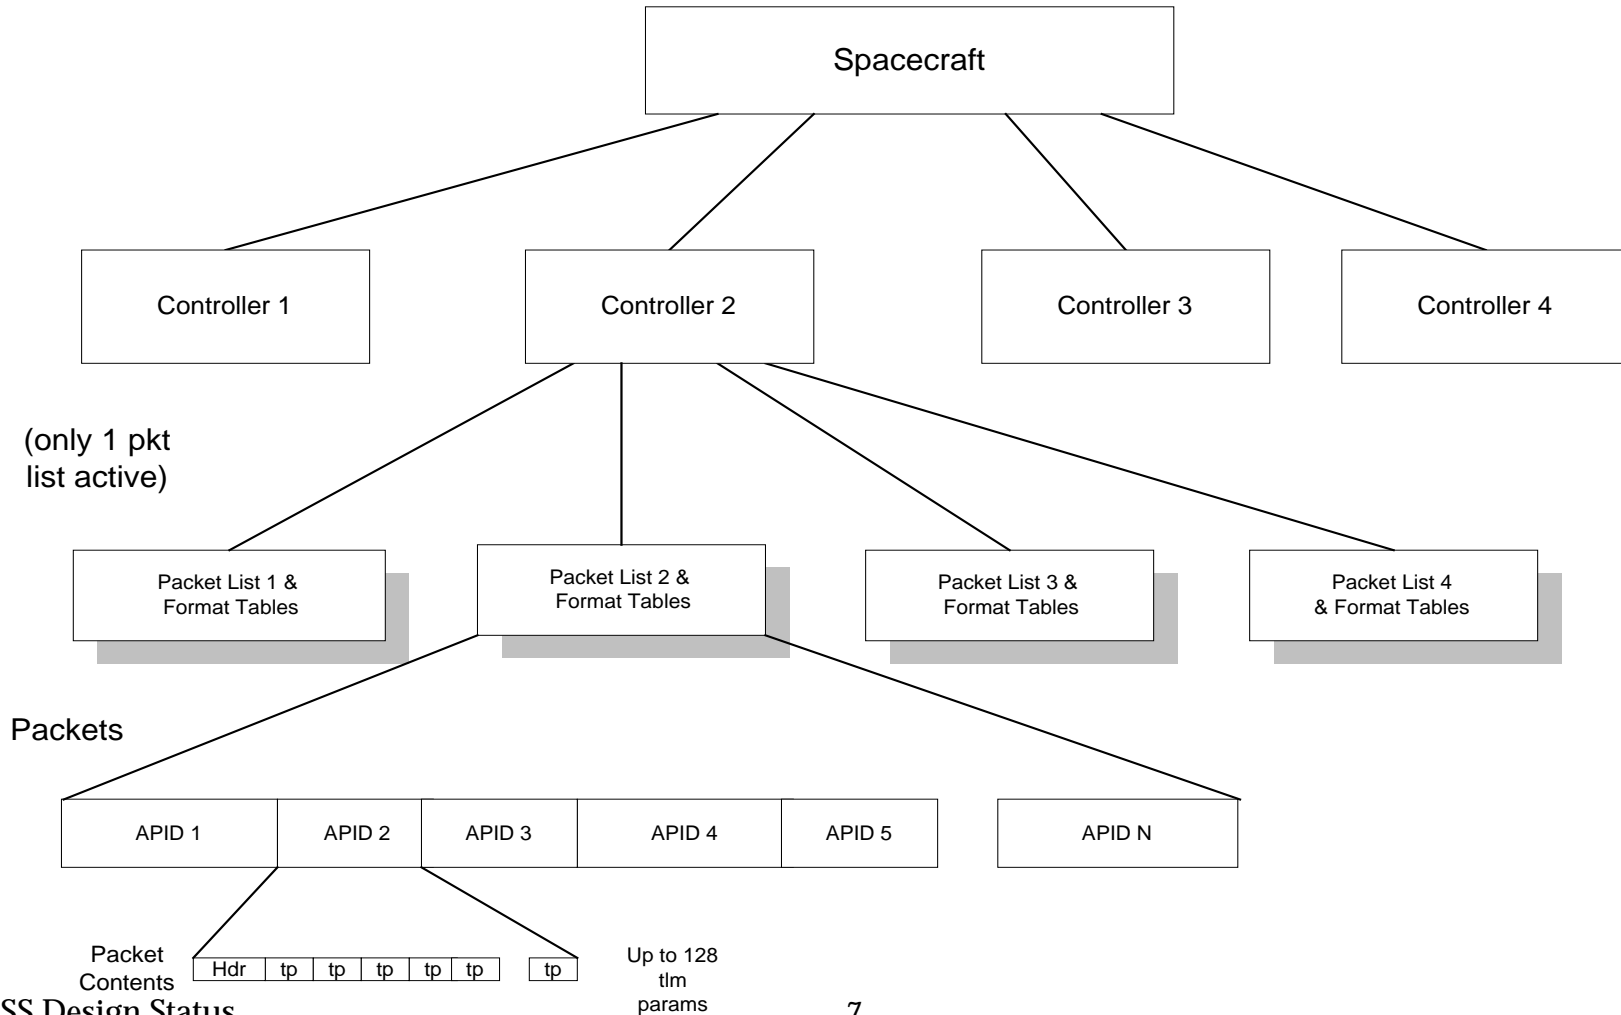 Spacecraft
Controller 1
Controller 2
Controller 3
Controller 4
(only 1 pkt
list active)
Packet List 1 &
Format Tables
Packet List 2 &
Format Tables
Packet List 3 &
Format Tables
Packet List 4
& Format Tables
Packets
APID 1
APID 2
APID 3
APID 4
APID 5
APID N
Packet
Contents
Hdr
tp
tp
tp
tp
tp
tp
Up to 128
tlm
params
SS Design Status
7